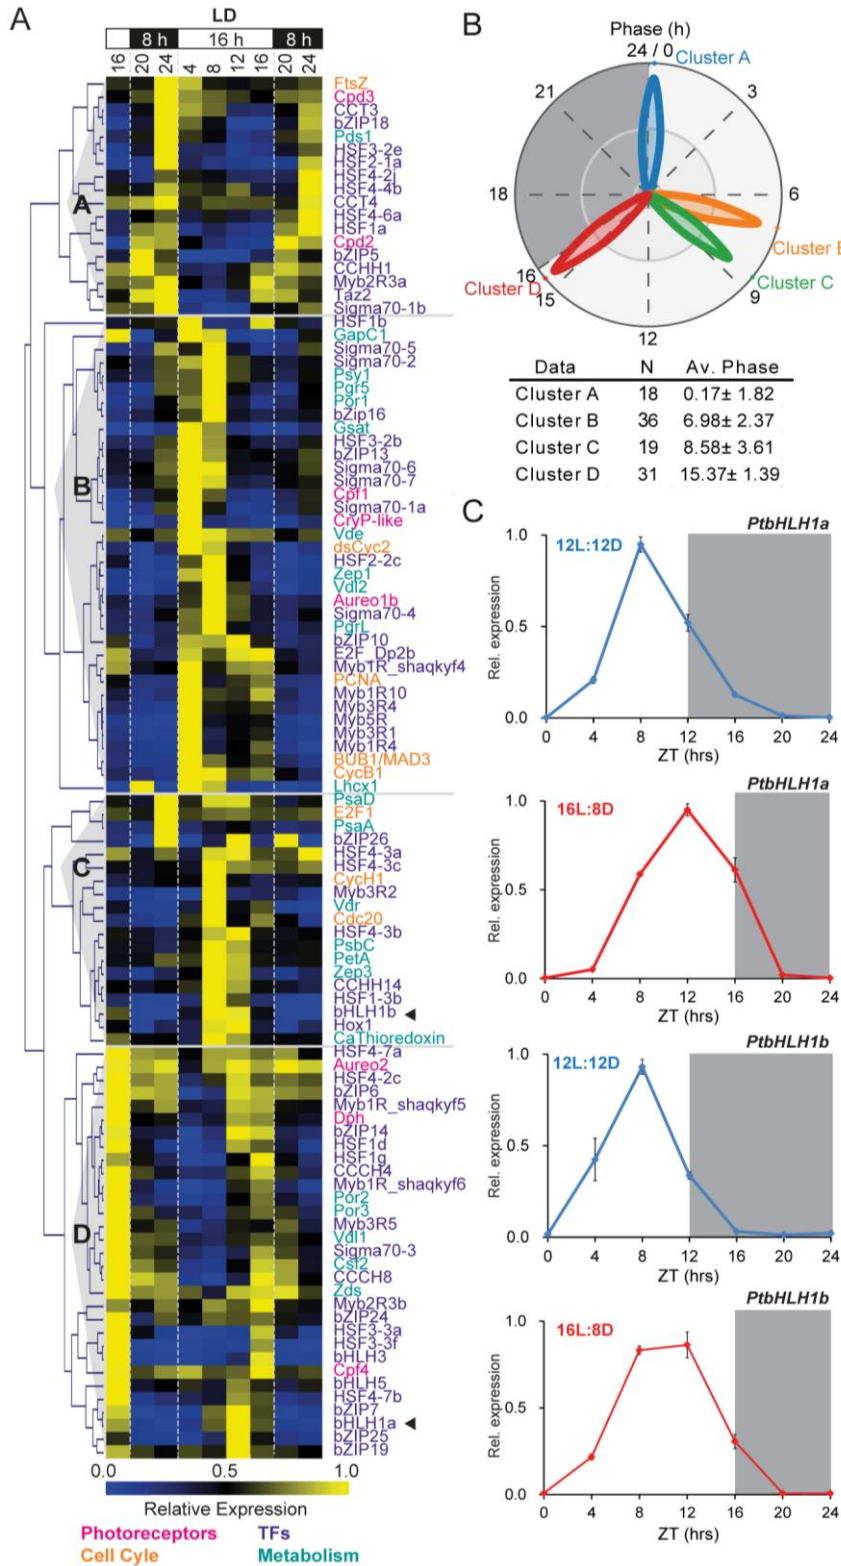 A
LD
8 h 16 h 8 h
16 20 24 4 8 12 16 20 24
FtsZ
Cpd3
CCT3
bZIP18
Pds1
HSF3-2e
HSF2-1a
HSF4-2j
HSF4-4b
CCT4
HSF4-6a
HSF1a
Cpd2
bZIP5
CCHH1
Myb2R3a
Taz2
Sigma70-1b
A
HSF1b
GapC1
Sigma70-5
Sigma70-2
Psy1
Pgr5
Por1
bZip16
Gsat
HSF3-2b
bZIP13
Sigma70-6
Sigma70-7
Cpf1
Sigma70-1a
CryP-like
Vde
dsCyc2
HSF2-2c
Zep1
Vdl2
Aureo1b
Sigma70-4
PgrL
bZIP10
E2F_Dp2b
Myb1R_shaqkyf4
PCNA
Myb1R10
Myb3R4
Myb5R
Myb3R1
Myb1R4
BUB1/MAD3
CycB1
Lhcx1
B
PsaD
E2F1
PsaA
bZIP26
HSF4-3a
HSF4-3c
CycH1
Myb3R2
Vdr
Cdc20
HSF4-3b
PsbC
PetA
Zep3
CCHH14
HSF1-3b
bHLH1b
Hox1
CaThioredoxin
C
HSF4-7a
Aureo2
HSF4-2c
bZIP6
Myb1R_shaqkyf5
Dph
bZIP14
HSF1d
HSF1g
CCCH4
Myb1R_shaqkyf6
Por2
Por3
Myb3R5
Vdl1
Sigma70-3
Csf2
CCCH8
Zds
Myb2R3b
bZIP24
HSF3-3a
HSF3-3f
bHLH3
Cpf4
bHLH5
HSF4-7b
bZIP7
bHLH1a
bZIP25
bZIP19
D
0.0 0.5 1.0
Relative Expression
Photoreceptors TFs
Cell Cyle Metabolism
B
Phase (h)
24 / 0
Cluster A
21 3
18 6
Cluster B
16
15
Cluster D
Cluster C
9
12
Data N Av. Phase
Cluster A 18 0.17± 1.82
Cluster B 36 6.98± 2.37
Cluster C 19 8.58± 3.61
Cluster D 31 15.37± 1.39
C
PtbHLH1a
12L:12D
Rel. expression
1.0
0.5
0.0
0 4 8 12 16 20 24
ZT (hrs)
PtbHLH1a
16L:8D
Rel. expression
1.0
0.5
0.0
0 4 8 12 16 20 24
ZT (hrs)
PtbHLH1b
12L:12D
Rel. expression
1.0
0.5
0.0
0 4 8 12 16 20 24
ZT (hrs)
PtbHLH1b
16L:8D
Rel. expression
1.0
0.5
0.0
0 4 8 12 16 20 24
ZT (hrs)